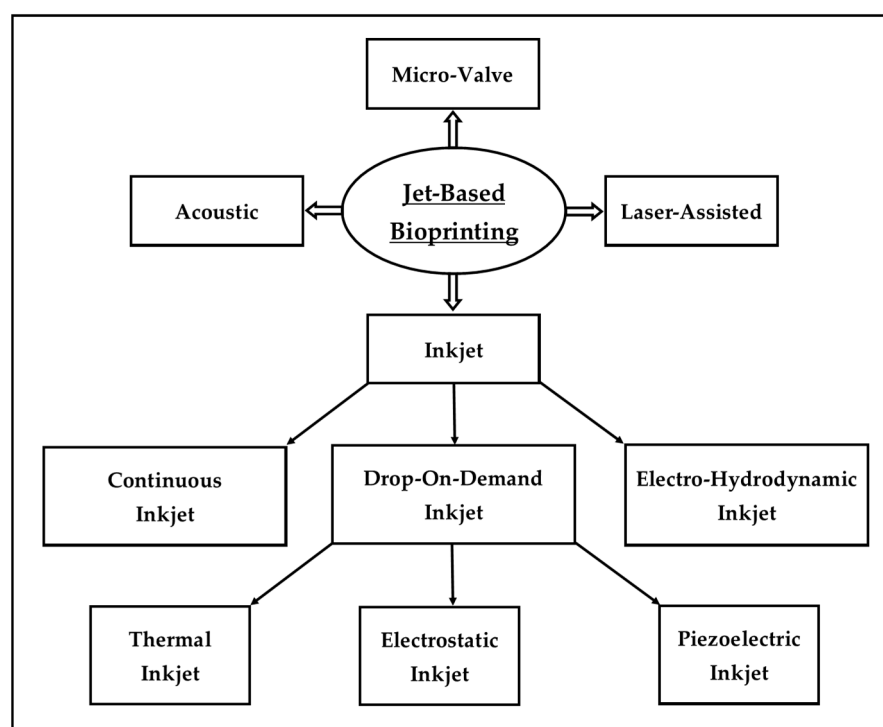 Micro-Valve
Acoustic
Jet-Based
Bioprinting
Laser-Assisted
Inkjet
Continuous
Inkjet
Drop-On-Demand
Inkjet
Electro-Hydrodynamic
Inkjet
Thermal
Inkjet
Electrostatic
Inkjet
Piezoelectric
Inkjet